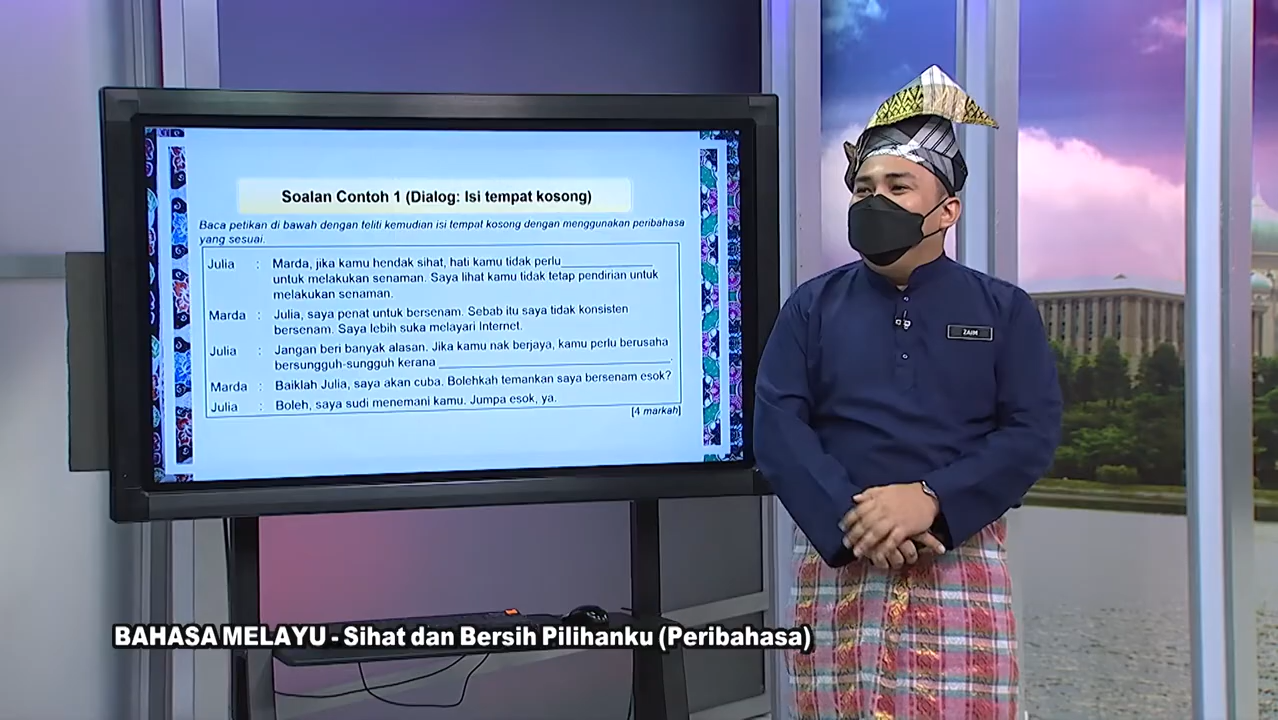 Soalan Contoh 1 (Dialog: Isi tempat kosong)
Baca petikan di bawah dengan teliti kemudian isi tempat kosong dengan menggunakan peribahasa
yang sesuai.
Julia : Marda, jika kamu hendak sihat, hati kamu tidak perlu_______________
untuk melakukan senaman. Saya lihat kamu tidak tetap pendirian untuk
melakukan senaman.
Marda : Julia, saya penat untuk bersenam. Sebab itu saya tidak konsisten
bersenam. Saya lebih suka melayari Internet.
Julia : Jangan beri banyak alasan. Jika kamu nak berjaya, kamu perlu berusaha
bersungguh-sungguh kerana _______________.
Marda : Baiklah Julia, saya akan cuba. Bolehkah temankan saya bersenam esok?
Julia : Boleh, saya sudi menemani kamu. Jumpa esok, ya.
[4 markah]
ZAIM
BAHASA MELAYU - Sihat dan Bersih Pilihanku (Peribahasa)